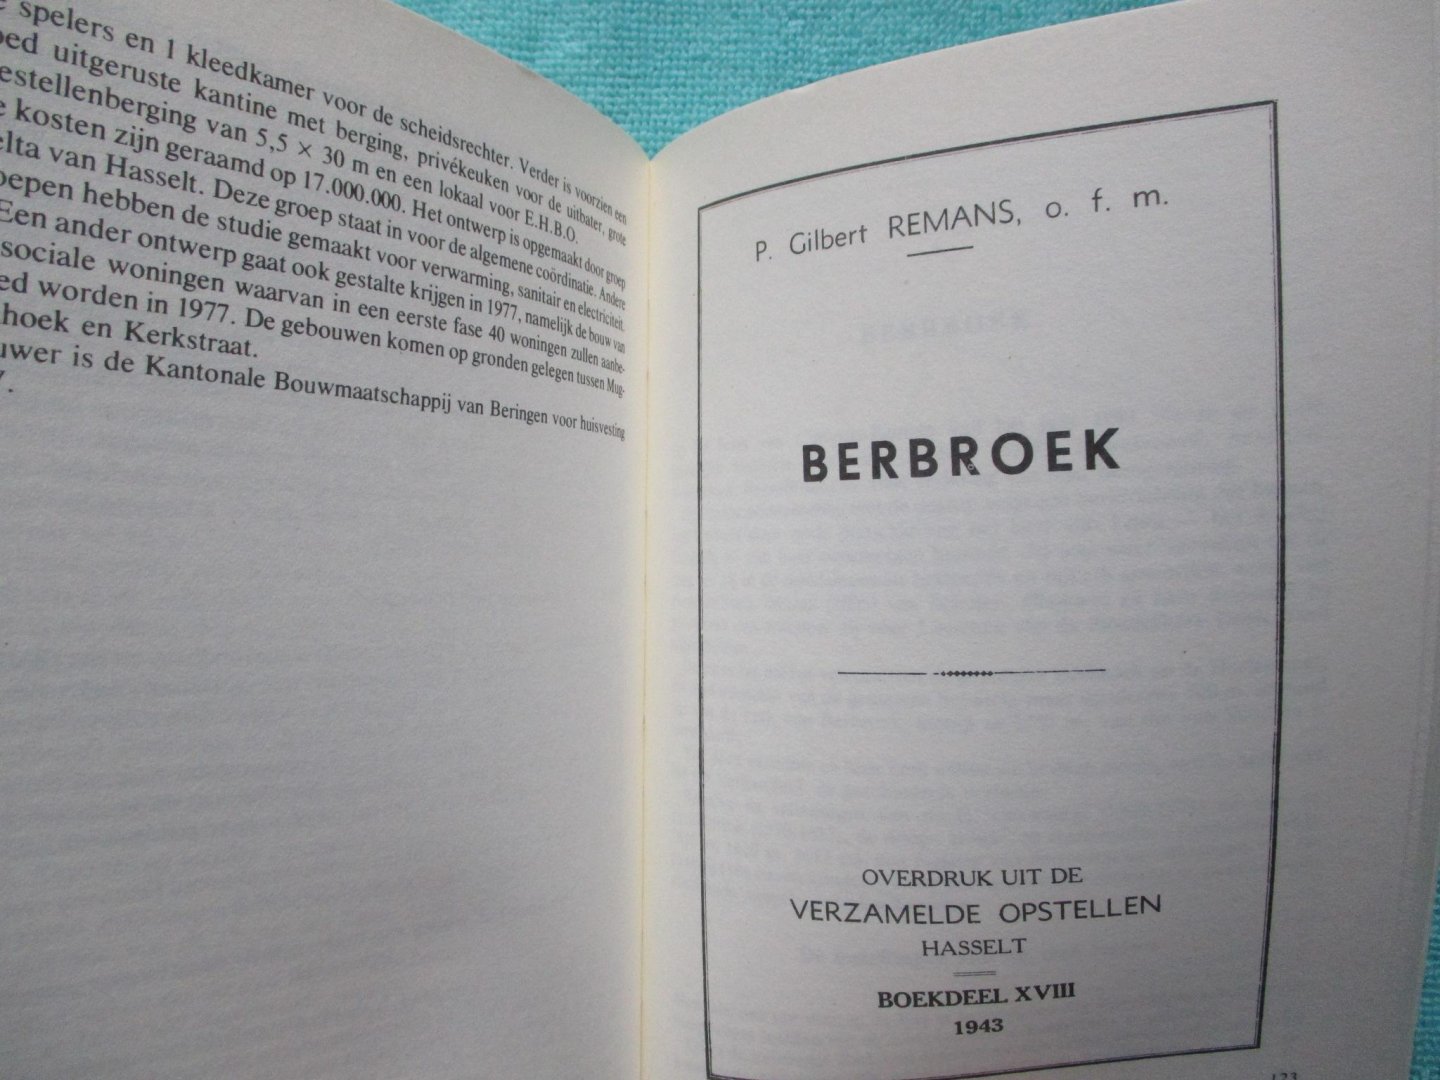 spelers en 1 kleedkamer voor de scheidsrechter. Verder is voorzien een
oed uitgeruste kantine met berging, privékeuken voor de uitbater, grote
estellenberging van 5,5 × 30 m en een lokaal voor E.H.B.O.
e kosten zijn geraamd op 17.000.000. Het ontwerp is opgemaakt door groep
elta van Hasselt. Deze groep staat in voor de algemene coördinatie. Andere
oepen hebben de studie gemaakt voor verwarming, sanitair en electriciteit.
Een ander ontwerp gaat ook gestalte krijgen in 1977, namelijk de bouw van
sociale woningen waarvan in een eerste fase 40 woningen zullen aanbe-
ed worden in 1977. De gebouwen komen op gronden gelegen tussen Mug-
hoek en Kerkstraat.
uwer is de Kantonale Bouwmaatschappij van Beringen voor huisvesting
P. Gilbert REMANS, o. f. m.
BERBROEK
OVERDRUK UIT DE
VERZAMELDE OPSTELLEN
HASSELT
BOEKDEEL XVIII
1943
123